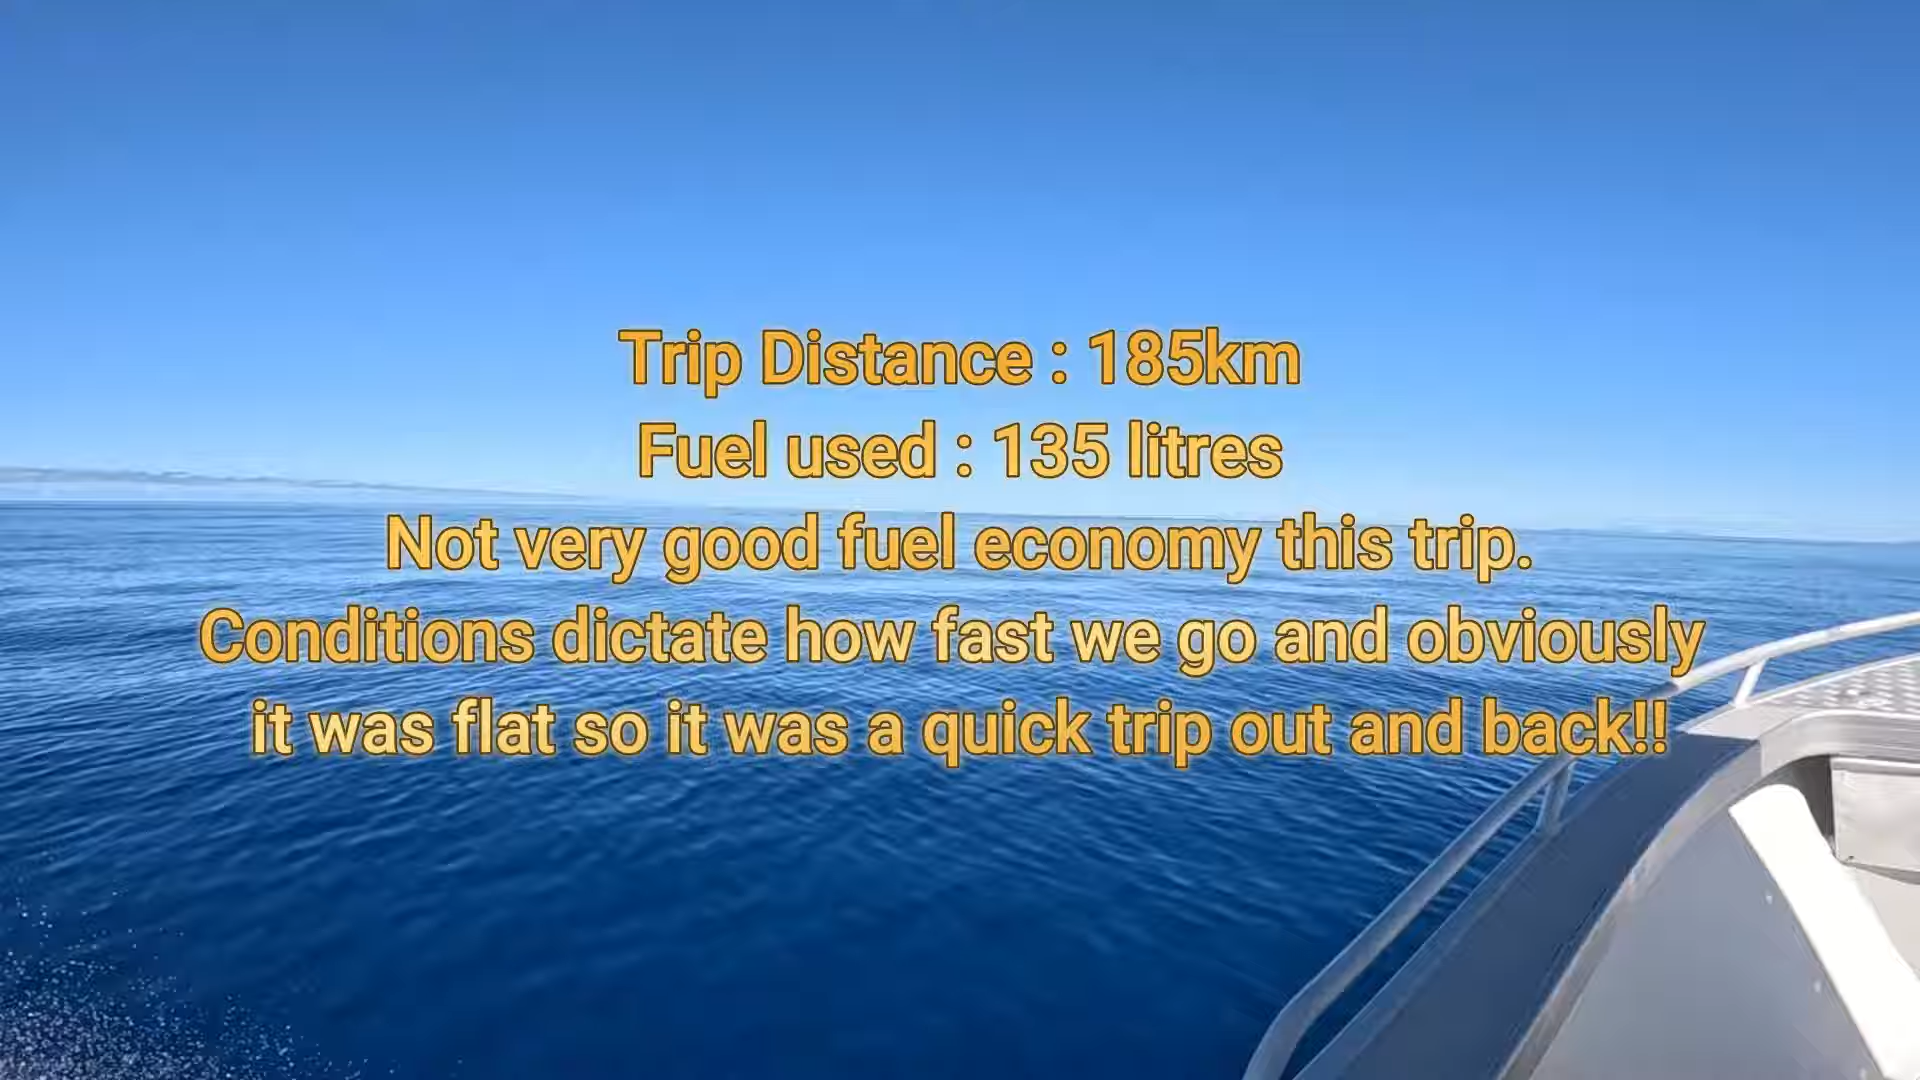 Trip Distance : 185km
Fuel used : 135 litres
Not very good fuel economy this trip.
Conditions dictate how fast we go and obviously
it was flat so it was a quick trip out and back!!